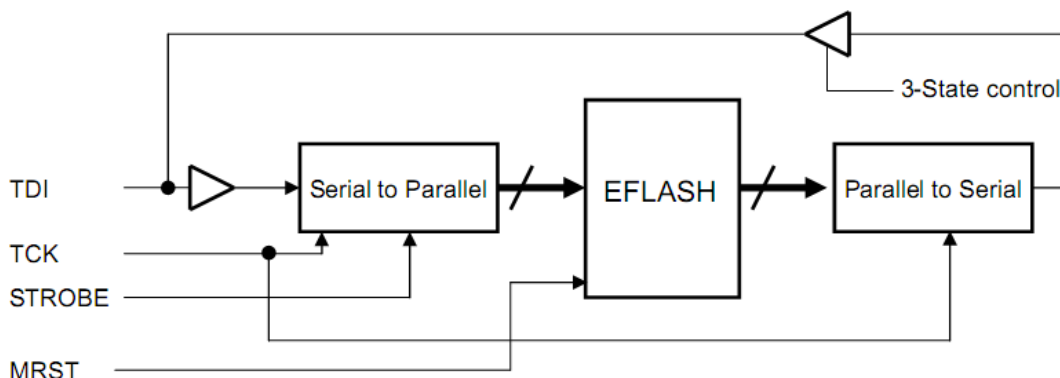 3-State control
TDI
Serial to Parallel
EFLASH
Parallel to Serial
TCK
STROBE
MRST